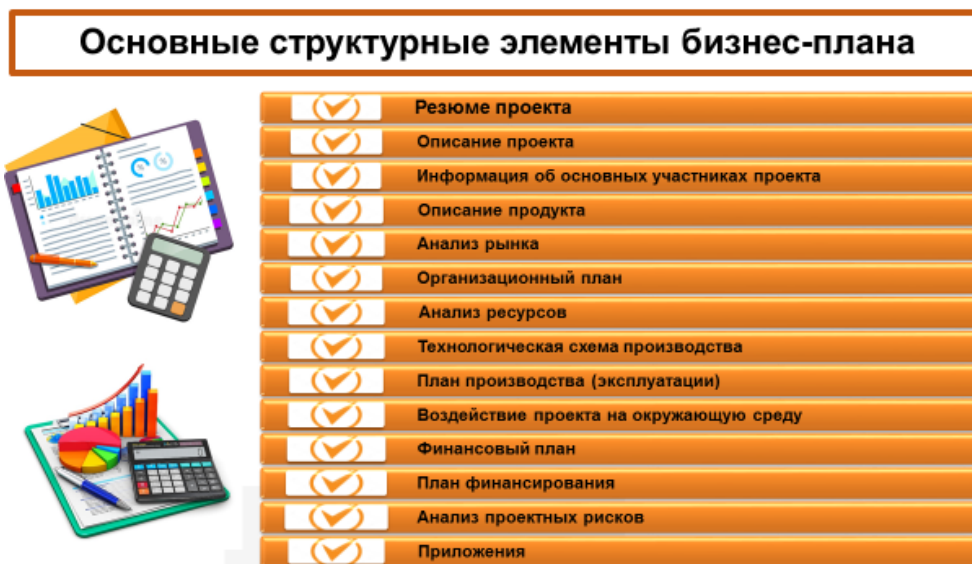 Основные структурные элементы бизнес-плана
Резюме проекта
Описание проекта
Информация об основных участниках проекта
Описание продукта
Анализ рынка
Организационный план
Анализ ресурсов
Технологическая схема производства
План производства (эксплуатации)
Воздействие проекта на окружающую среду
Финансовый план
План финансирования
Анализ проектных рисков
Приложения